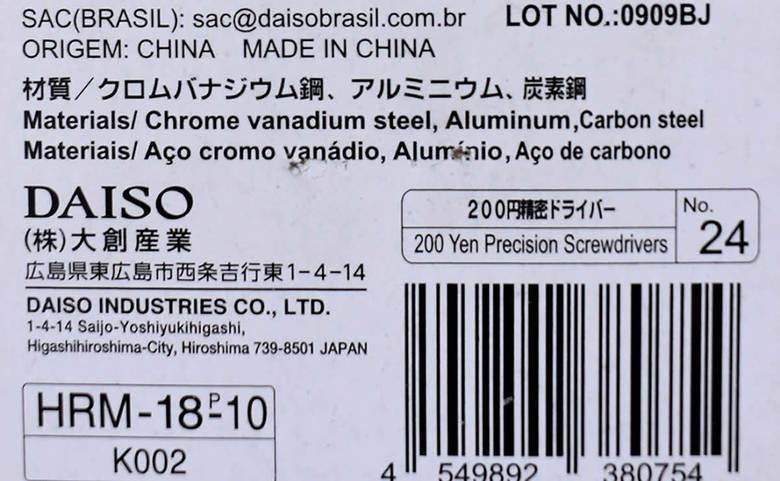 SAC(BRASIL): sac@daisobrasil.com.br LOT NO.:0909BJ
ORIGEM: CHINA MADE IN CHINA
材質／クロムバナジウム鋼、アルミニウム、炭素鋼
Materials/ Chrome vanadium steel, Aluminum,Carbon steel
Materiais/ Aço cromo vanádio, Alumínio, Aço de carbono
DAISO
(株)大創産業
広島県東広島市西条吉行東1-4-14
DAISO INDUSTRIES CO., LTD.
1-4-14 Saijo-Yoshiyukihigashi,
Higashihiroshima-City, Hiroshima 739-8501 JAPAN
200円精密ドライバー
200 Yen Precision Screwdrivers
No.
24
HRM-18P-10
K002
4 549892 380754